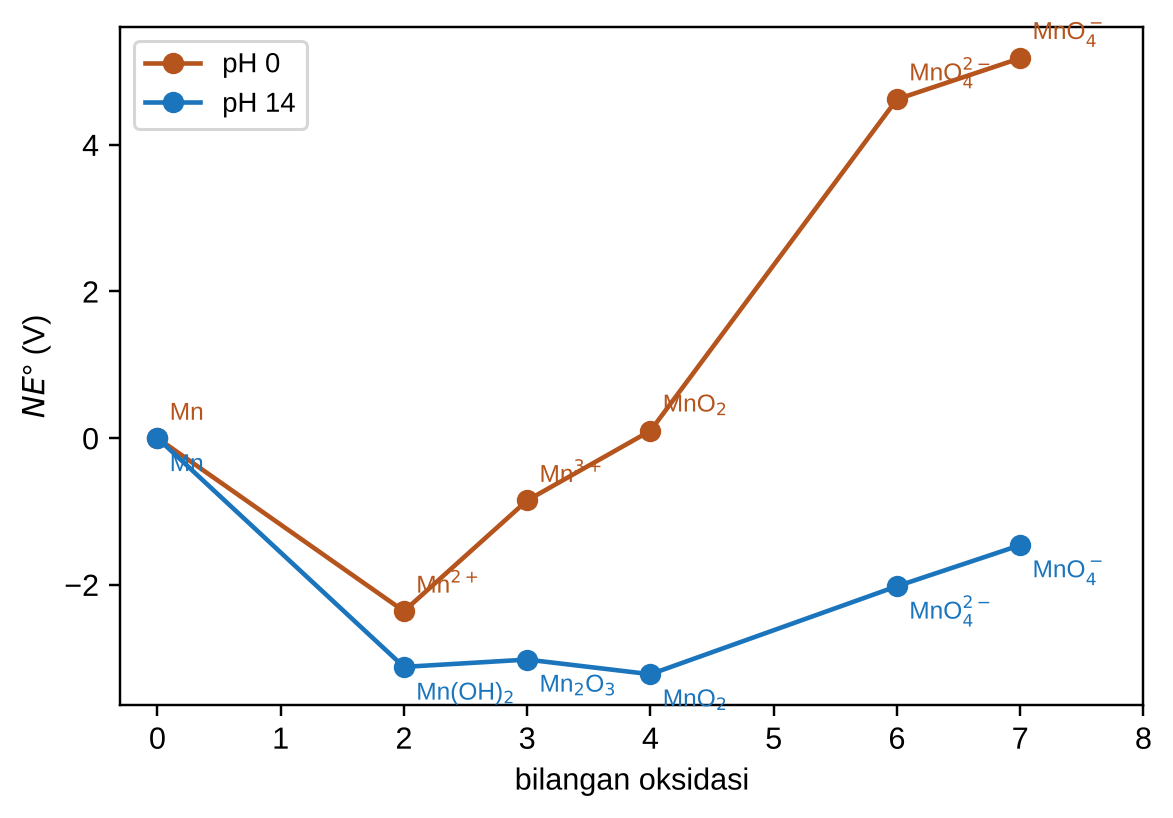 MnO₄⁻
pH 0
MnO₄²⁻
pH 14
4
2
NE° (V)
MnO₂
Mn
0
Mn
Mn³⁺
Mn²⁺
−2
MnO₄⁻
MnO₄²⁻
Mn(OH)₂
Mn₂O₃
MnO₂
0 1 2 3 4 5 6 7 8
bilangan oksidasi